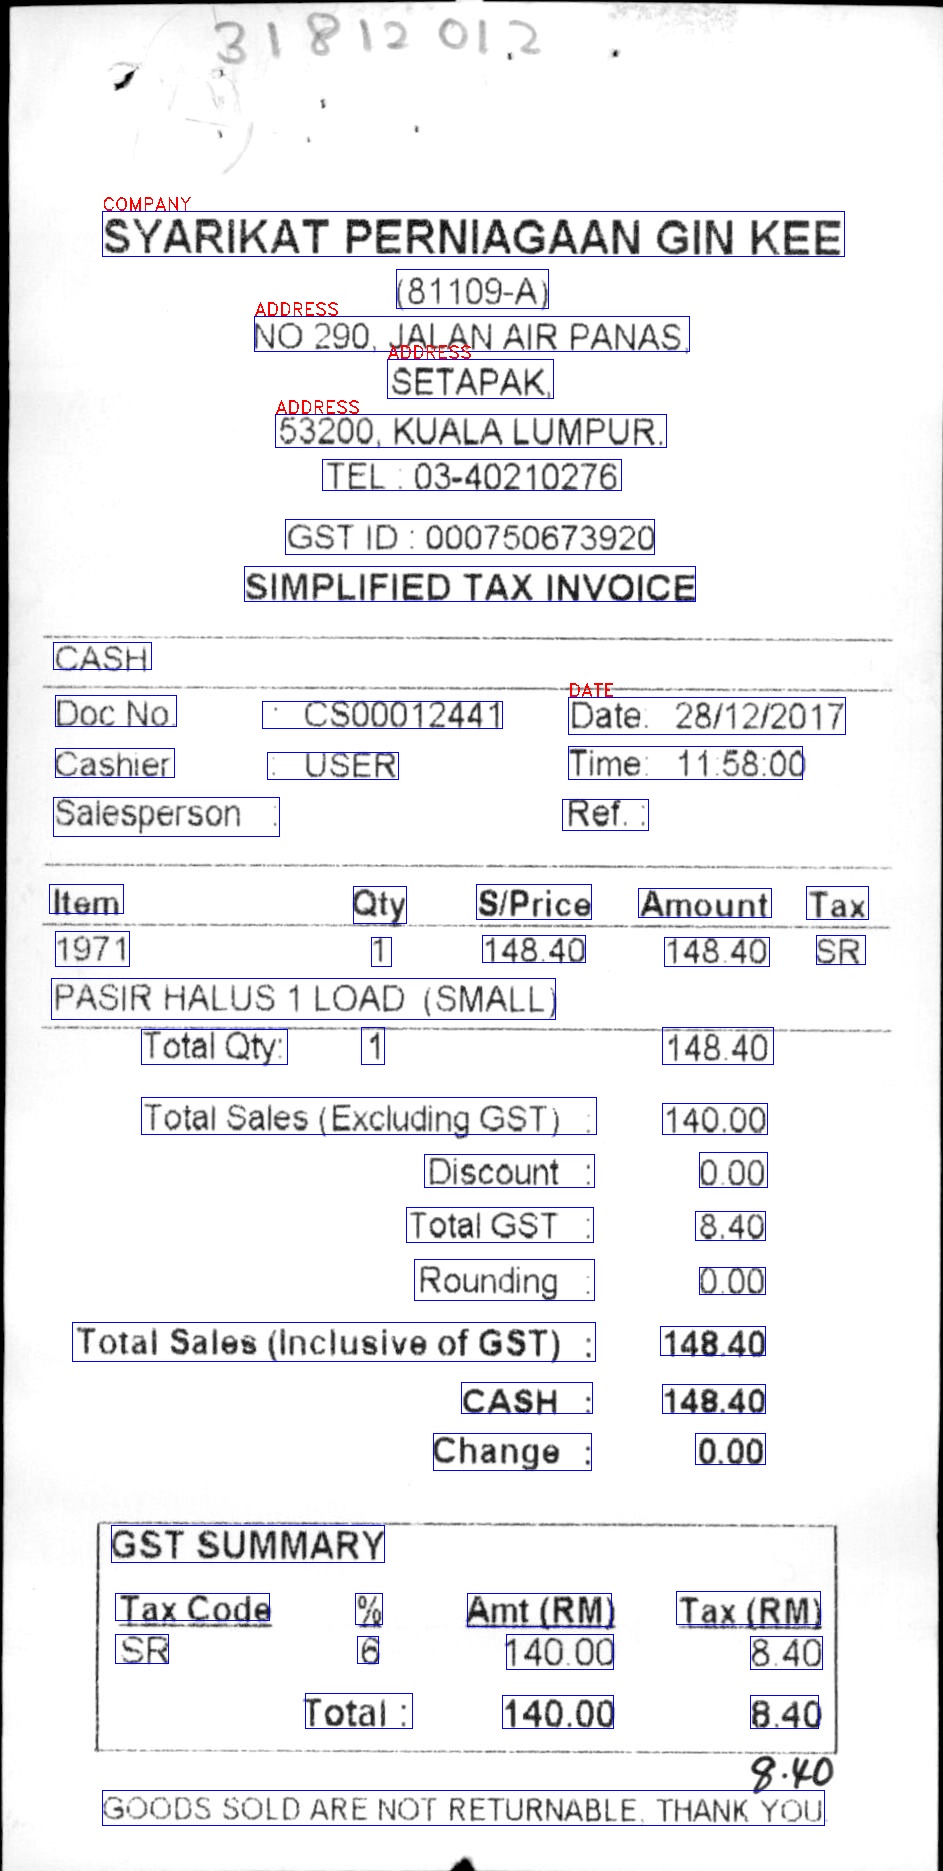 31812012
COMPANY
SYARIKAT PERNIAGAAN GIN KEE
(81109-A)
ADDRESS
NO 290, JALAN AIR PANAS,
ADDRESS
SETAPAK,
ADDRESS
53200, KUALA LUMPUR.
TEL : 03-40210276
GST ID : 000750673920
SIMPLIFIED TAX INVOICE
CASH
DATE
Doc No. : CS00012441 Date: 28/12/2017
Cashier : USER Time: 11:58:00
Salesperson : Ref. :
Item Qty S/Price Amount Tax
1971 1 148.40 148.40 SR
PASIR HALUS 1 LOAD (SMALL)
Total Qty: 1 148.40
Total Sales (Excluding GST) : 140.00
Discount : 0.00
Total GST : 8.40
Rounding : 0.00
Total Sales (Inclusive of GST) : 148.40
CASH : 148.40
Change : 0.00
GST SUMMARY
Tax Code % Amt (RM) Tax (RM)
SR 6 140.00 8.40
Total : 140.00 8.40
8.40
GOODS SOLD ARE NOT RETURNABLE. THANK YOU